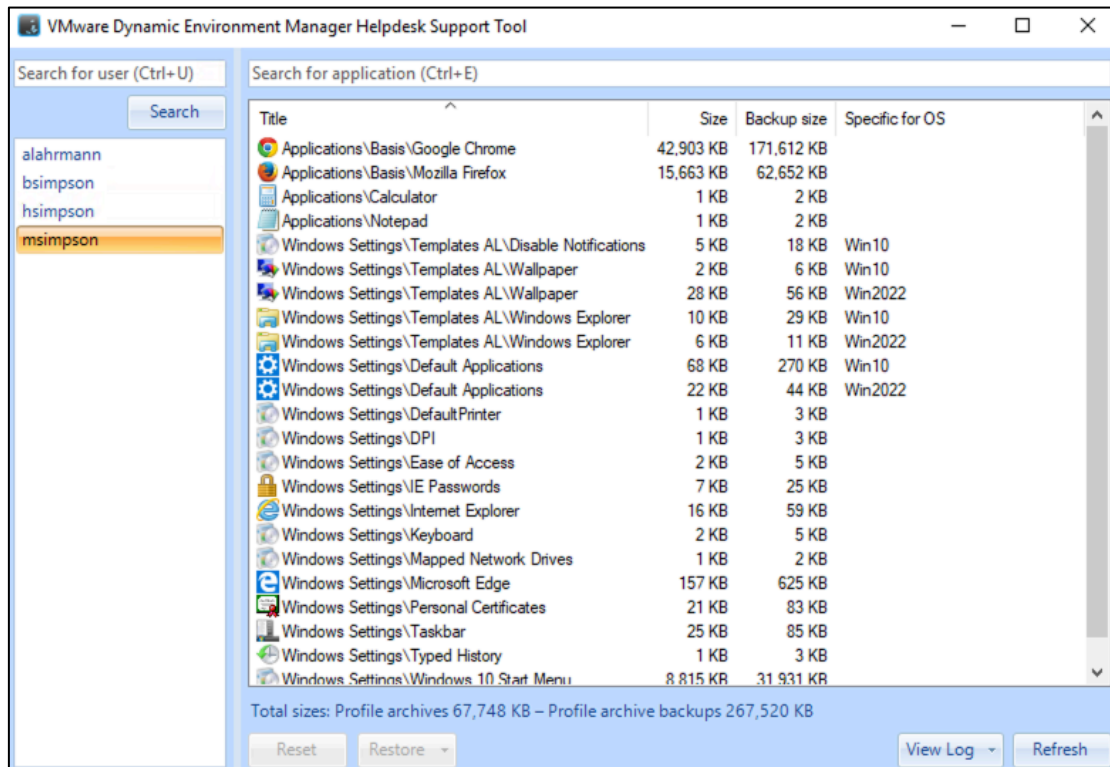 VMware Dynamic Environment Manager Helpdesk Support Tool
Search for user (Ctrl+U)
Search for application (Ctrl+E)
Search
alahrmann
bsimpson
hsimpson
msimpson
Title Size Backup size Specific for OS
Applications\Basis\Google Chrome 42,903 KB 171,612 KB
Applications\Basis\Mozilla Firefox 15,663 KB 62,652 KB
Applications\Calculator 1 KB 2 KB
Applications\Notepad 1 KB 2 KB
Windows Settings\Templates AL\Disable Notifications 5 KB 18 KB Win10
Windows Settings\Templates AL\Wallpaper 2 KB 6 KB Win10
Windows Settings\Templates AL\Wallpaper 28 KB 56 KB Win2022
Windows Settings\Templates AL\Windows Explorer 10 KB 29 KB Win10
Windows Settings\Templates AL\Windows Explorer 6 KB 11 KB Win2022
Windows Settings\Default Applications 68 KB 270 KB Win10
Windows Settings\Default Applications 22 KB 44 KB Win2022
Windows Settings\DefaultPrinter 1 KB 3 KB
Windows Settings\DPI 1 KB 3 KB
Windows Settings\Ease of Access 2 KB 5 KB
Windows Settings\IE Passwords 7 KB 25 KB
Windows Settings\Internet Explorer 16 KB 59 KB
Windows Settings\Keyboard 2 KB 5 KB
Windows Settings\Mapped Network Drives 1 KB 2 KB
Windows Settings\Microsoft Edge 157 KB 625 KB
Windows Settings\Personal Certificates 21 KB 83 KB
Windows Settings\Taskbar 25 KB 85 KB
Windows Settings\Typed History 1 KB 3 KB
Windows Settings\Windows 10 Start Menu 8,815 KB 31,931 KB
Total sizes: Profile archives 67,748 KB – Profile archive backups 267,520 KB
Reset Restore View Log Refresh